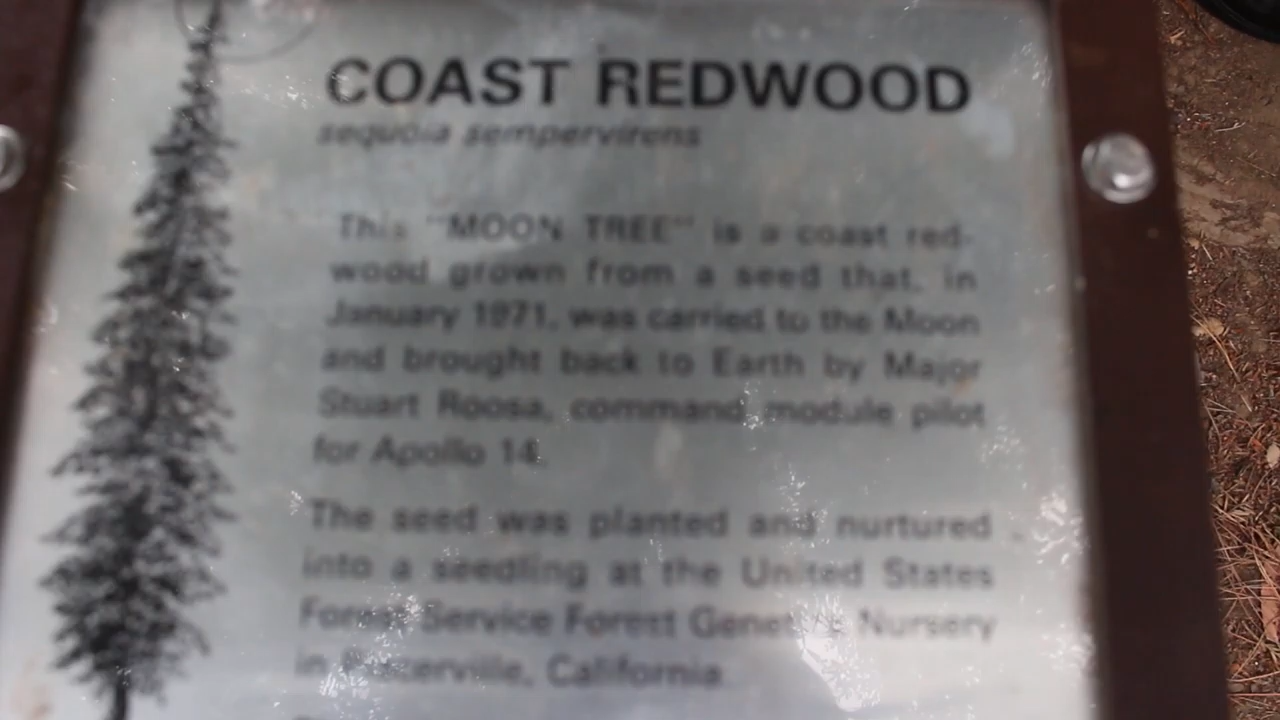 COAST REDWOOD
sequoia sempervirens
This "MOON TREE" is a coast red-
wood grown from a seed that, in
January 1971, was carried to the Moon
and brought back to Earth by Major
Stuart Roosa, command module pilot
for Apollo 14.
The seed was planted and nurtured
into a seedling at the United States
Forest Service Forest Genetics Nursery
in Placerville, California